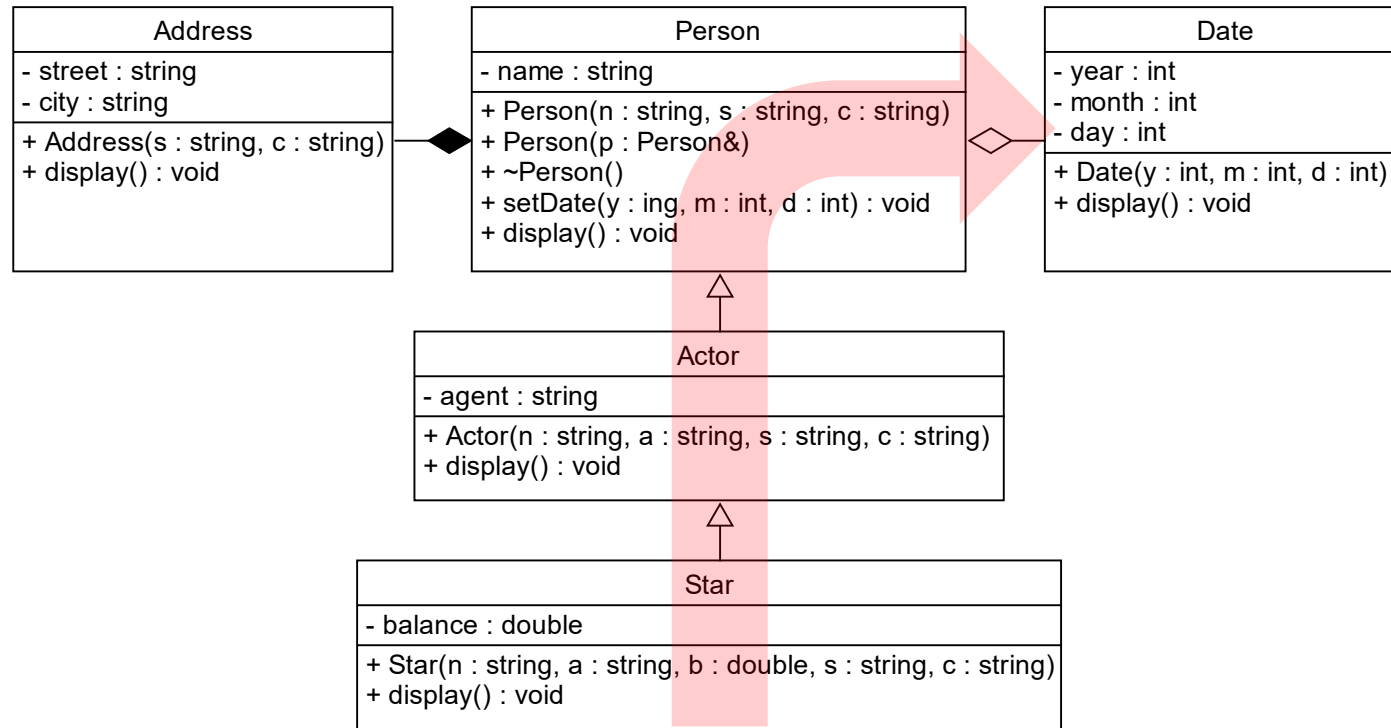 Address
- street : string
- city : string
+ Address(s : string, c : string)
+ display() : void
Person
- name : string
+ Person(n : string, s : string, c : string)
+ Person(p : Person&)
+ ~Person()
+ setDate(y : ing, m : int, d : int) : void
+ display() : void
Date
- year : int
- month : int
- day : int
+ Date(y : int, m : int, d : int)
+ display() : void
Actor
- agent : string
+ Actor(n : string, a : string, s : string, c : string)
+ display() : void
Star
- balance : double
+ Star(n : string, a : string, b : double, s : string, c : string)
+ display() : void